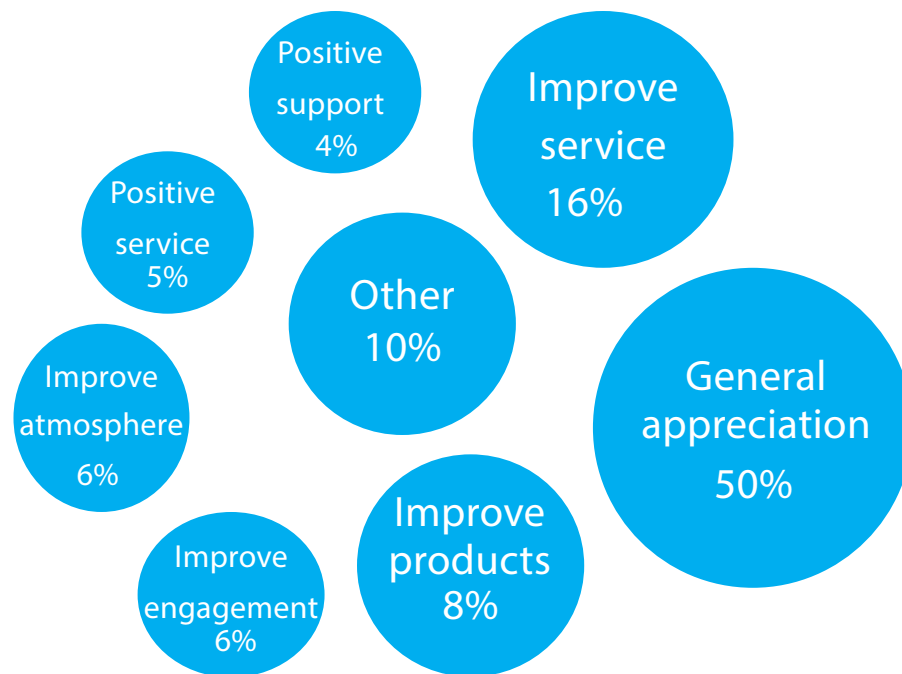 Positive
support
4%
Improve
service
16%
Positive
service
5%
Other
10%
General
appreciation
50%
Improve
atmosphere
6%
Improve
products
8%
Improve
engagement
6%